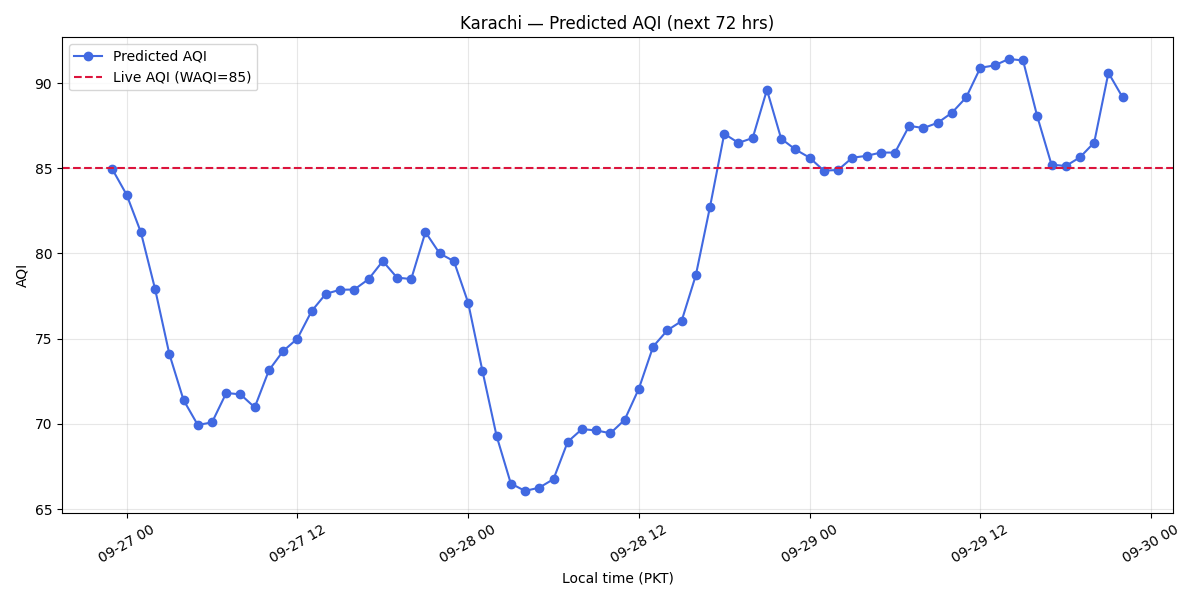 Karachi — Predicted AQI (next 72 hrs)
Predicted AQI
Live AQI (WAQI=85)
90
85
80
75
70
65
AQI
09-27 00
09-27 12
09-28 00
09-28 12
09-29 00
09-29 12
09-30 00
Local time (PKT)